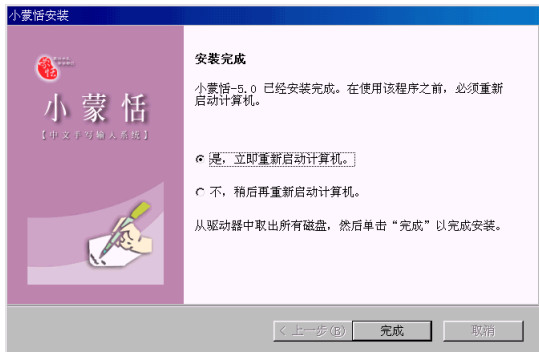 小蒙恬安装
小蒙恬
【中文手写输入系统】
安装完成
小蒙恬-5.0 已经安装完成。在使用该程序之前，必须重新
启动计算机。
是，立即重新启动计算机。
不，稍后再重新启动计算机。
从驱动器中取出所有磁盘，然后单击“完成”以完成安装。
< 上一步(B)
完成
取消